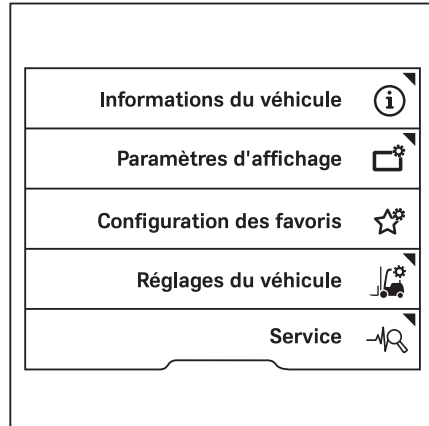 Informations du véhicule
Paramètres d'affichage
Configuration des favoris
Réglages du véhicule
Service